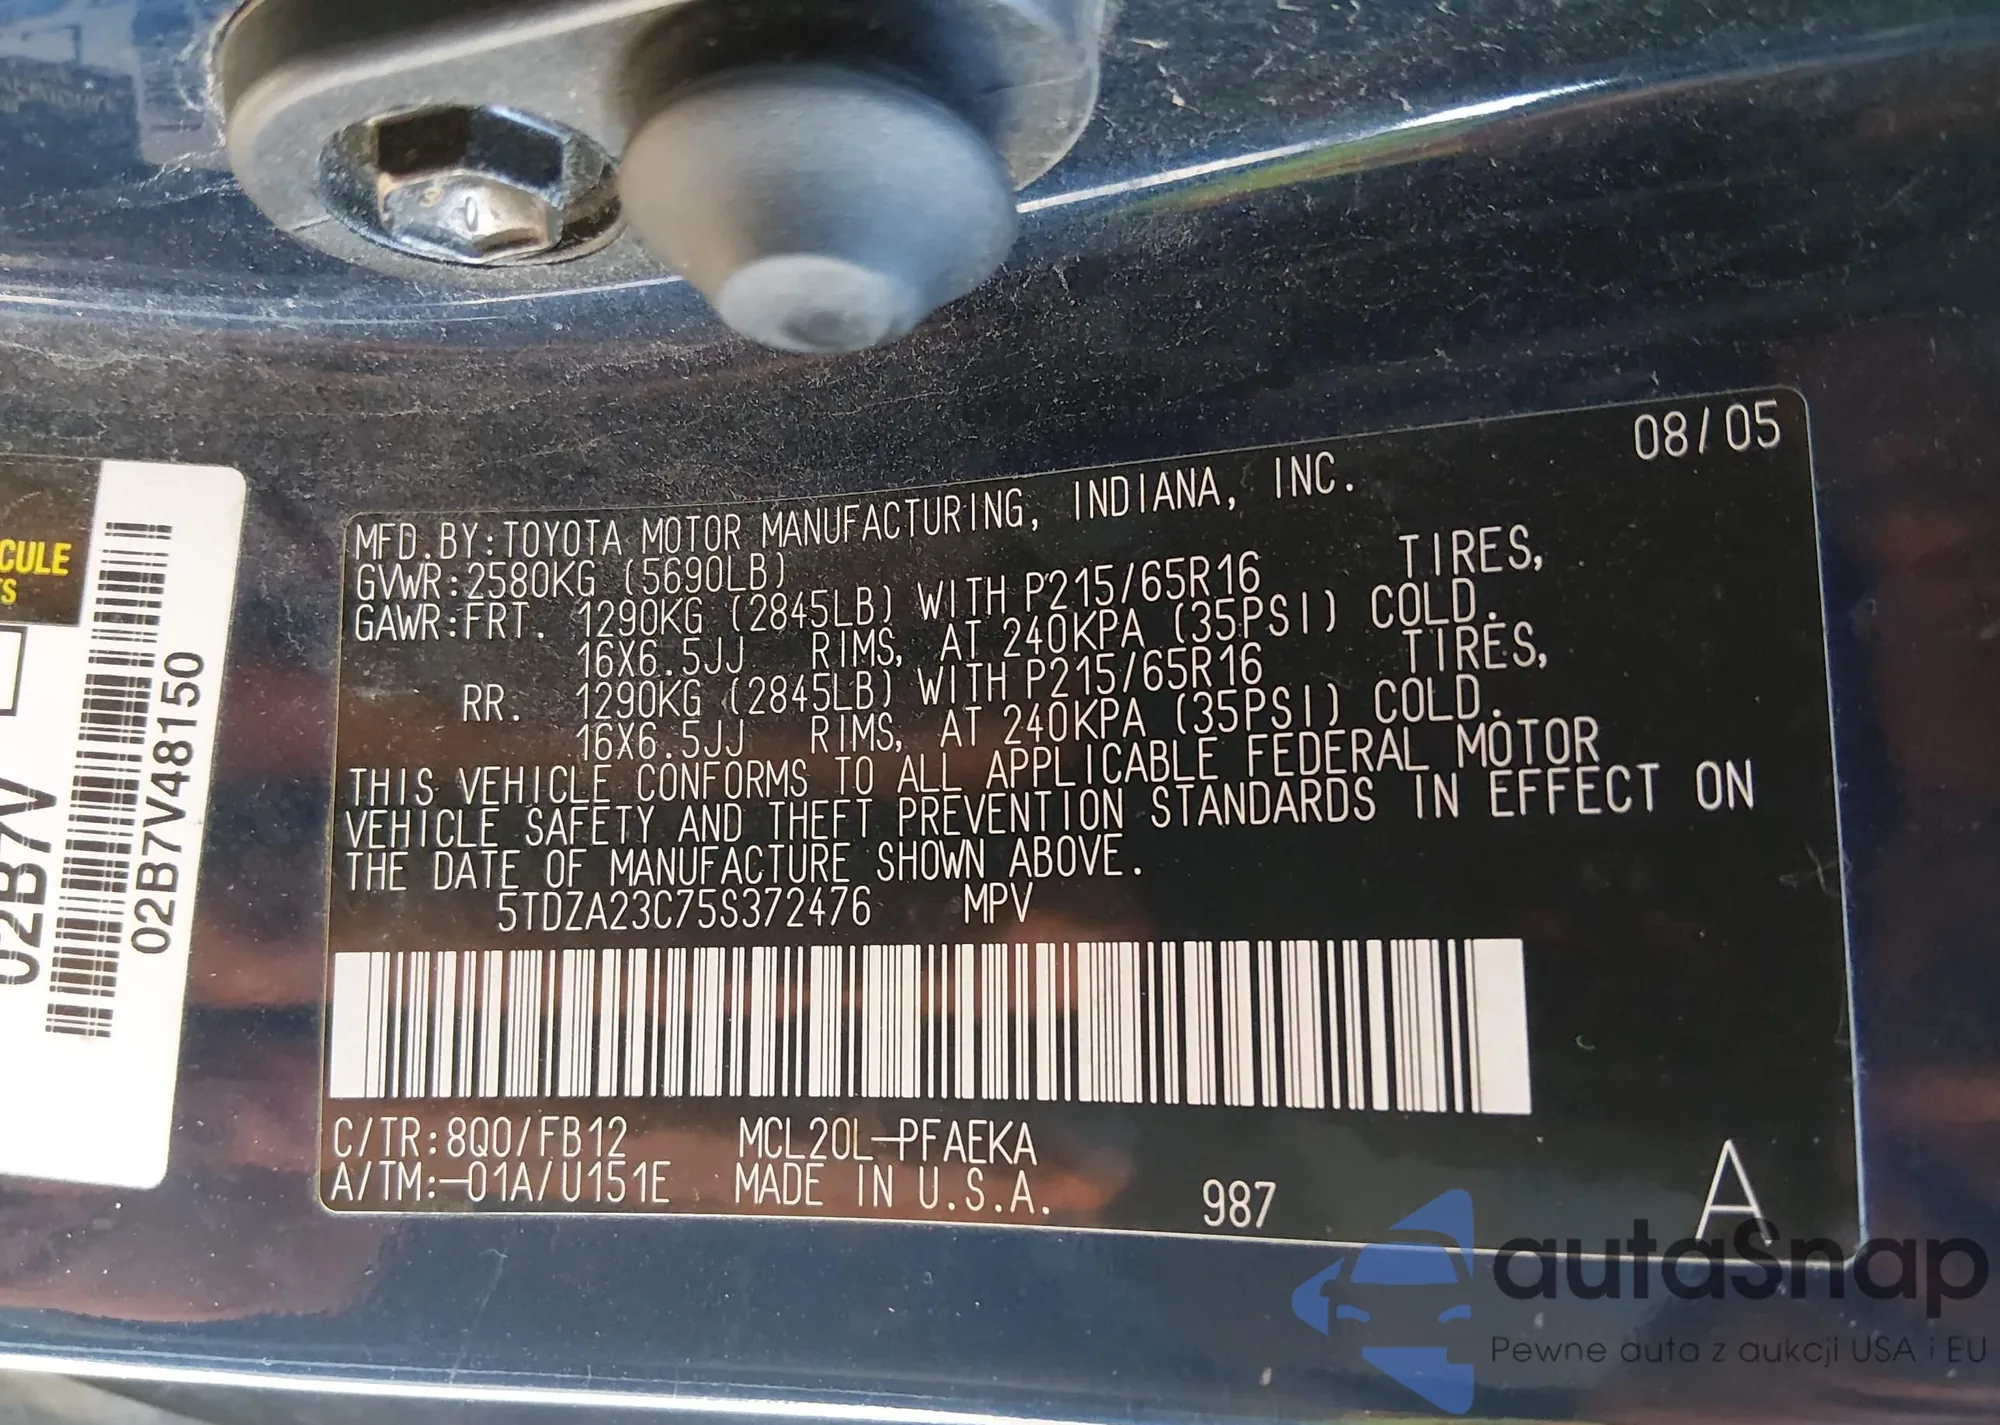 08/05
MFD.BY:TOYOTA MOTOR MANUFACTURING, INDIANA, INC.
GVWR:2580KG (5690LB)
GAWR:FRT. 1290KG (2845LB) WITH P215/65R16 TIRES,
16X6.5JJ RIMS, AT 240KPA (35PSI) COLD.
RR. 1290KG (2845LB) WITH P215/65R16 TIRES,
16X6.5JJ RIMS, AT 240KPA (35PSI) COLD.
THIS VEHICLE CONFORMS TO ALL APPLICABLE FEDERAL MOTOR
VEHICLE SAFETY AND THEFT PREVENTION STANDARDS IN EFFECT ON
THE DATE OF MANUFACTURE SHOWN ABOVE.
5TDZA23C75S372476 MPV
C/TR:8Q0/FB12 MCL20L-PFAEKA
A/TM:-01A/U151E MADE IN U.S.A. 987 A
CULE
TS
02B7V
02B7V48150
autaSnap
Pewne auta z aukcji USA i EU